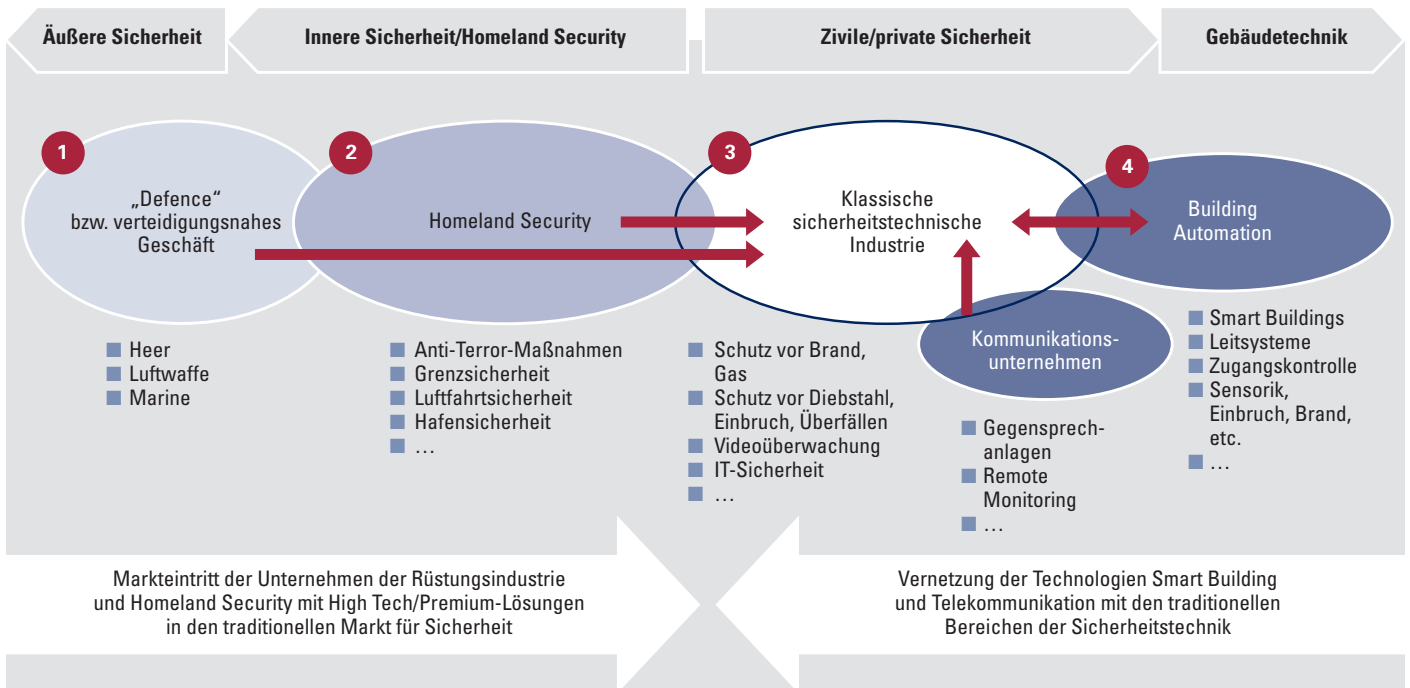 Äußere Sicherheit
Innere Sicherheit/Homeland Security
Zivile/private Sicherheit
Gebäudetechnik
1
„Defence“
bzw. verteidigungsnahes
Geschäft
2
Homeland Security
3
Klassische
sicherheitstechnische
Industrie
4
Building
Automation
Kommunikations-
unternehmen
Heer
Luftwaffe
Marine
Anti-Terror-Maßnahmen
Grenzsicherheit
Luftfahrtsicherheit
Hafensicherheit
…
Schutz vor Brand,
Gas
Schutz vor Diebstahl,
Einbruch, Überfällen
Videoüberwachung
IT-Sicherheit
…
Gegensprech-
anlagen
Remote
Monitoring
…
Smart Buildings
Leitsysteme
Zugangskontrolle
Sensorik,
Einbruch, Brand,
etc.
…
Markteintritt der Unternehmen der Rüstungsindustrie
und Homeland Security mit High Tech/Premium-Lösungen
in den traditionellen Markt für Sicherheit
Vernetzung der Technologien Smart Building
und Telekommunikation mit den traditionellen
Bereichen der Sicherheitstechnik